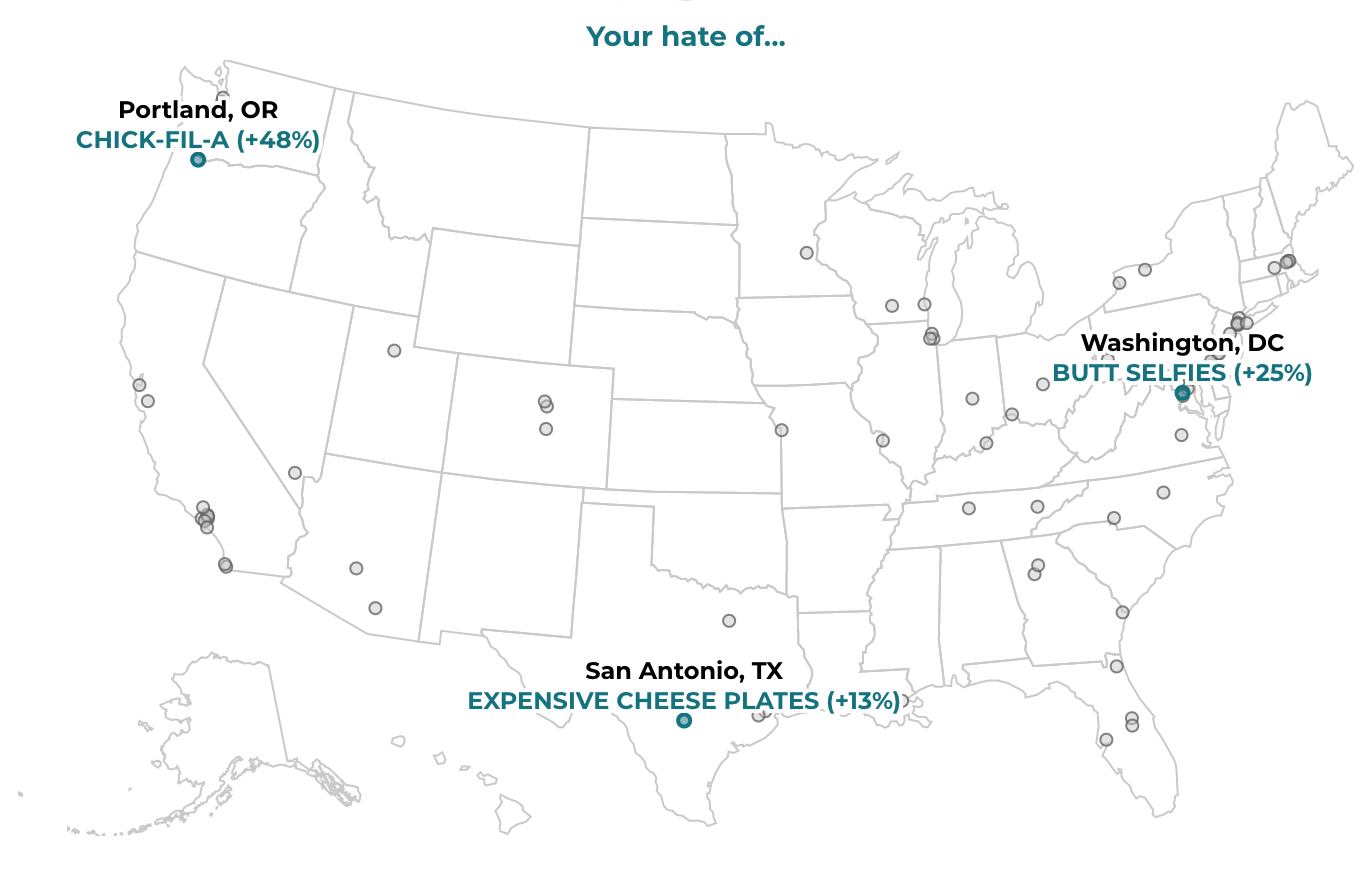 Your hate of...
Portland, OR
CHICK-FIL-A (+48%)
Washington, DC
BUTT SELFIES (+25%)
San Antonio, TX
EXPENSIVE CHEESE PLATES (+13%)